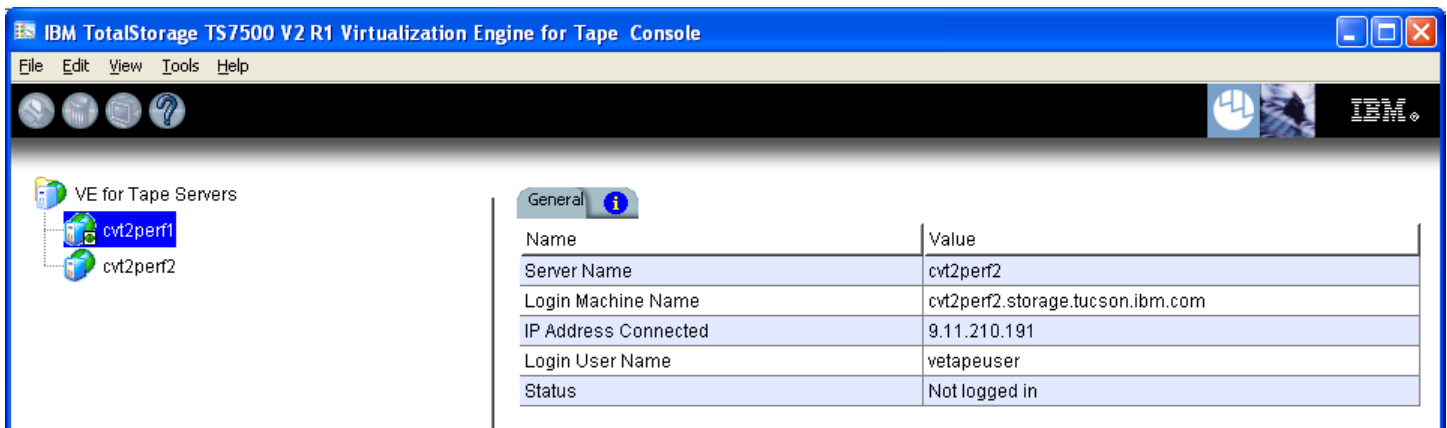 IBM TotalStorage TS7500 V2 R1 Virtualization Engine for Tape Console
File Edit View Tools Help
IBM®
VE for Tape Servers
cvt2perf1
cvt2perf2
General i
Name Value
Server Name cvt2perf2
Login Machine Name cvt2perf2.storage.tucson.ibm.com
IP Address Connected 9.11.210.191
Login User Name vetapeuser
Status Not logged in